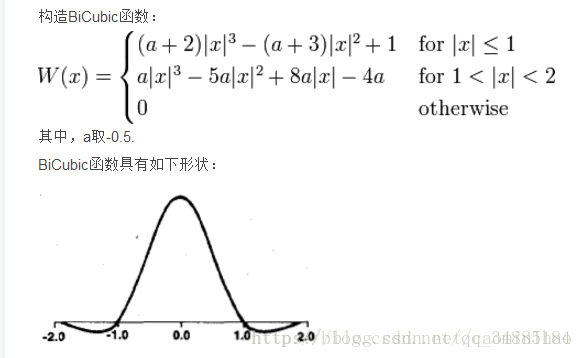 构造BiCubic函数：
W(x) = { (a + 2)|x|³ − (a + 3)|x|² + 1 for |x| ≤ 1
a|x|³ − 5a|x|² + 8a|x| − 4a for 1 < |x| < 2
0 otherwise
其中，a取-0.5.
BiCubic函数具有如下形状：
-2.0 -1.0 0.0 1.0 2.0